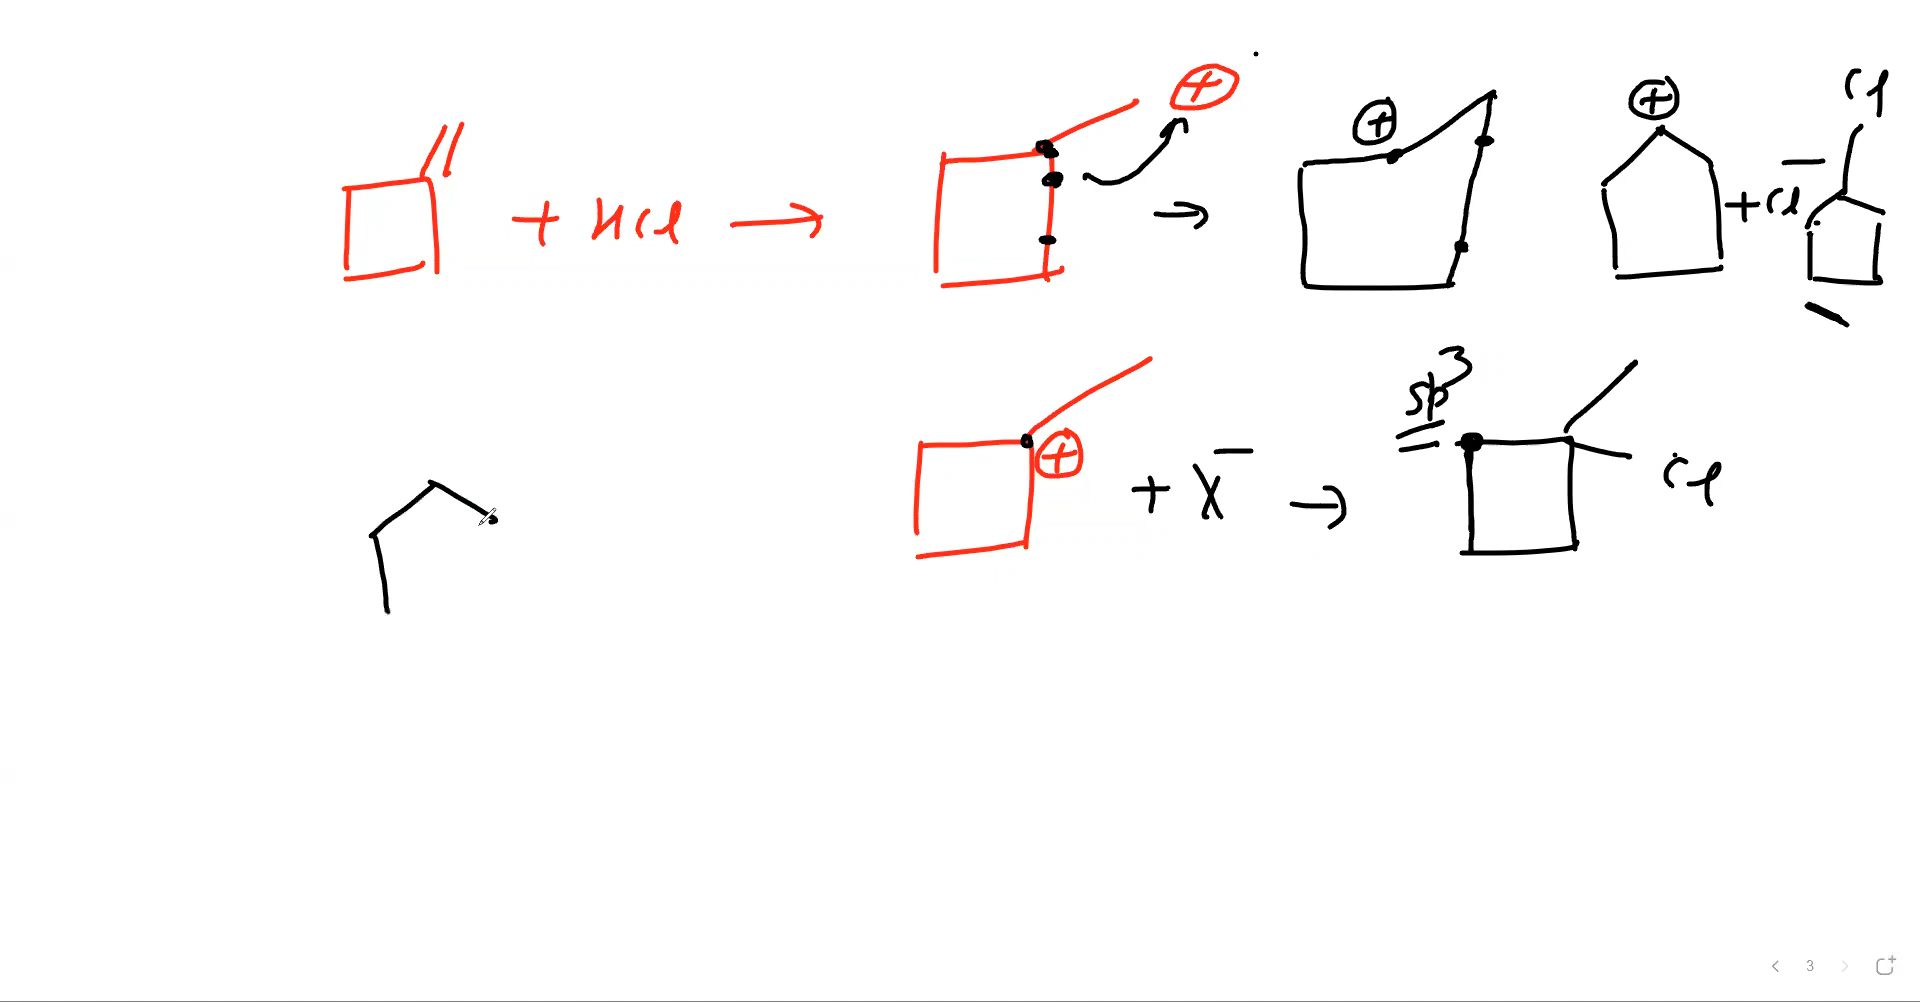 ⊕ ⊕ ⊕ Cl
+ HCl → → + Cl⁻
sp³
⊕ + X⁻ → Cl
3